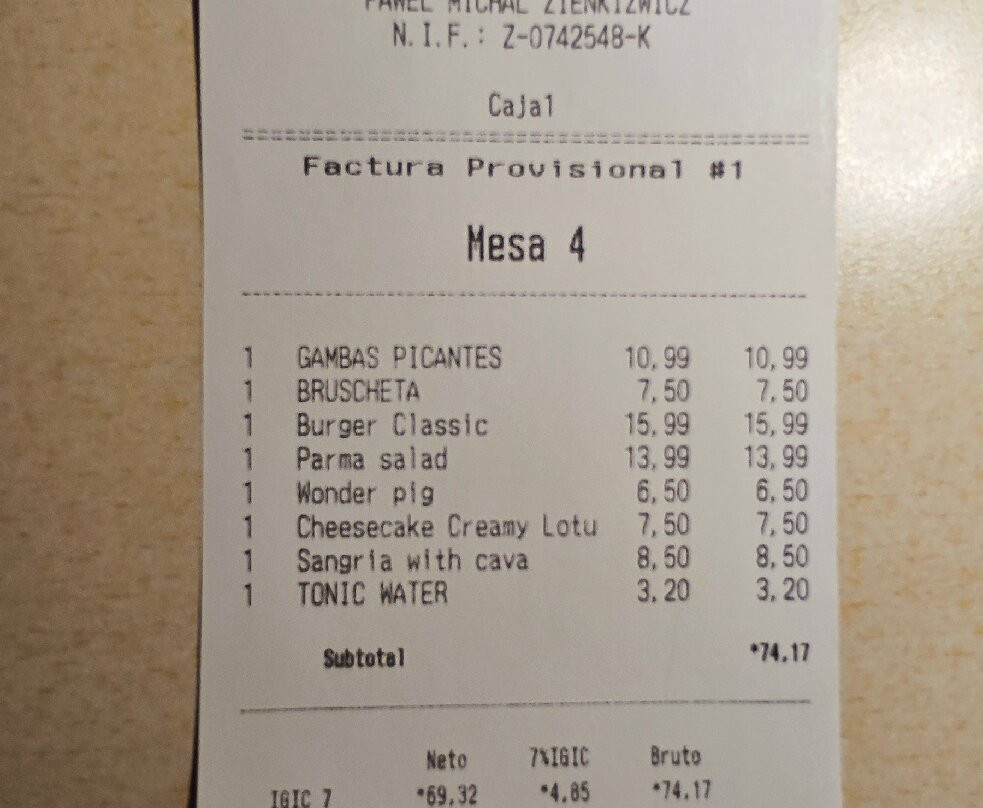 PAWEL MICHAL ZIENKIZWICZ
N.I.F.: Z-0742548-K
Caja1
Factura Provisional #1
Mesa 4
1 GAMBAS PICANTES 10,99 10,99
1 BRUSCHETA 7,50 7,50
1 Burger Classic 15,99 15,99
1 Parma salad 13,99 13,99
1 Wonder pig 6,50 6,50
1 Cheesecake Creamy Lotu 7,50 7,50
1 Sangria with cava 8,50 8,50
1 TONIC WATER 3,20 3,20
Subtotal *74.17
Neto 7%IGIC Bruto
IGIC 7 *69,32 *4.85 *74.17